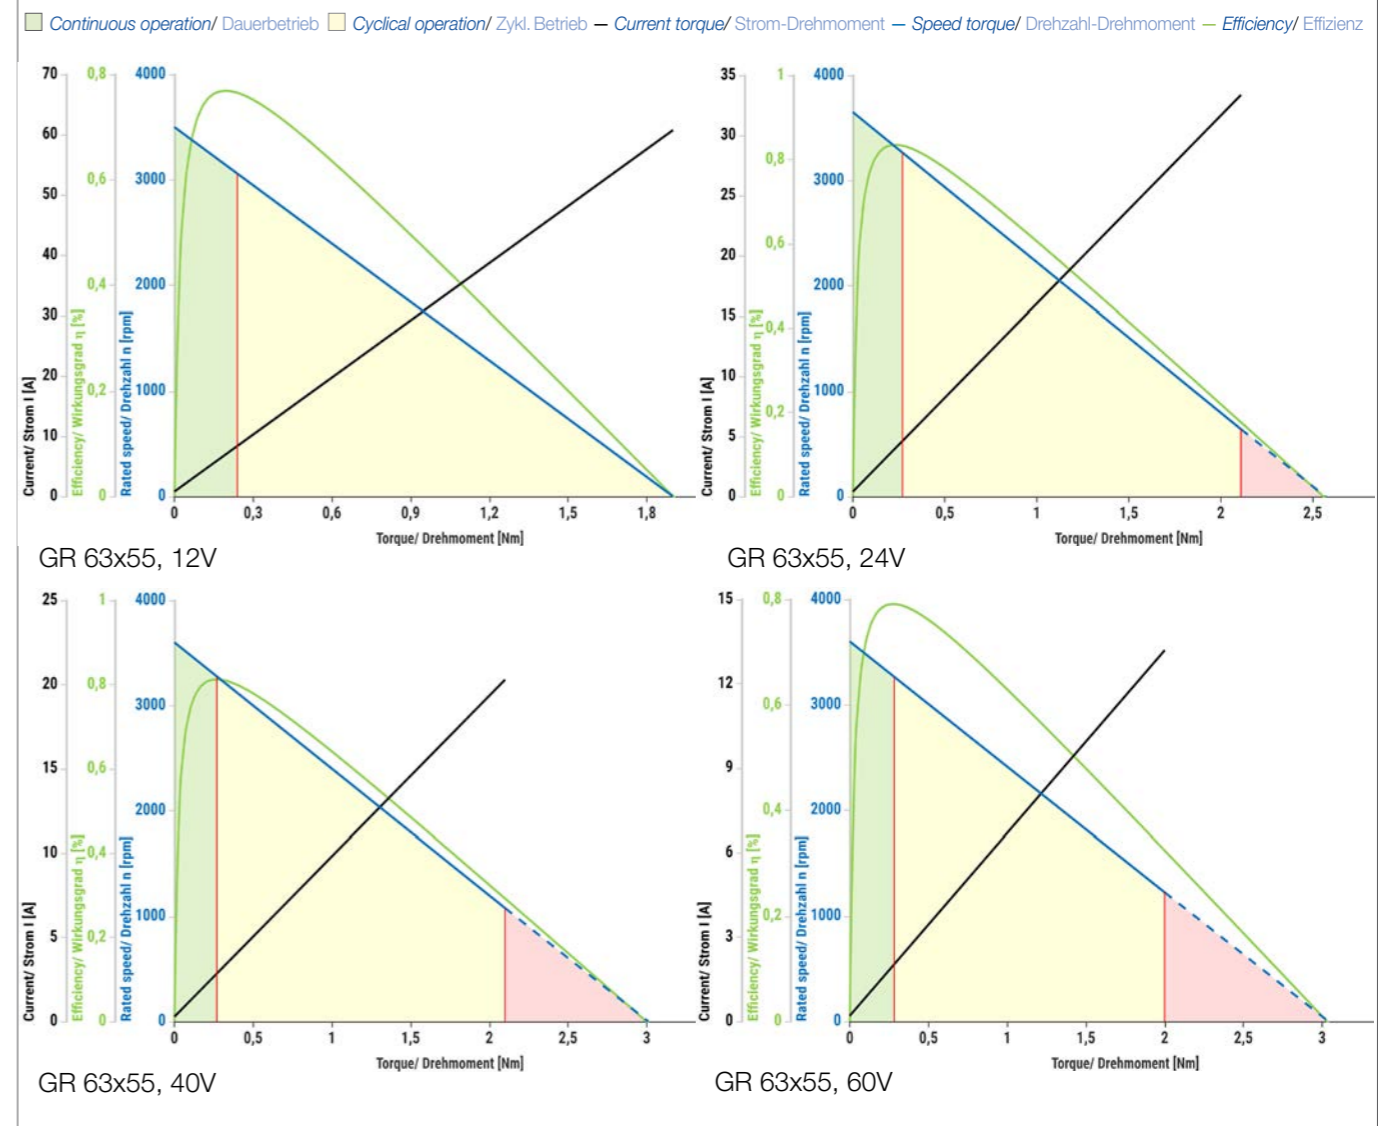 Continuous operation/ Dauerbetrieb Cyclical operation/ Zykl. Betrieb — Current torque/ Strom-Drehmoment — Speed torque/ Drehzahl-Drehmoment — Efficiency/ Effizienz
Current/ Strom I [A]
70
60
50
40
30
20
10
0
Efficiency/ Wirkungsgrad η [%]
0,8
0,6
0,4
0,2
0
Rated speed/ Drehzahl n [rpm]
4000
3000
2000
1000
0
0 0,3 0,6 0,9 1,2 1,5 1,8
Torque/ Drehmoment [Nm]
GR 63x55, 12V
Current/ Strom I [A]
35
30
25
20
15
10
5
0
Efficiency/ Wirkungsgrad η [%]
1
0,8
0,6
0,4
0,2
0
Rated speed/ Drehzahl n [rpm]
4000
3000
2000
1000
0
0 0,5 1 1,5 2 2,5
Torque/ Drehmoment [Nm]
GR 63x55, 24V
Current/ Strom I [A]
25
20
15
10
5
0
Efficiency/ Wirkungsgrad η [%]
1
0,8
0,6
0,4
0,2
0
Rated speed/ Drehzahl n [rpm]
4000
3000
2000
1000
0
0 0,5 1 1,5 2 2,5 3
Torque/ Drehmoment [Nm]
GR 63x55, 40V
Current/ Strom I [A]
15
12
9
6
3
0
Efficiency/ Wirkungsgrad η [%]
0,8
0,6
0,4
0,2
0
Rated speed/ Drehzahl n [rpm]
4000
3000
2000
1000
0
0 0,5 1 1,5 2 2,5 3
Torque/ Drehmoment [Nm]
GR 63x55, 60V